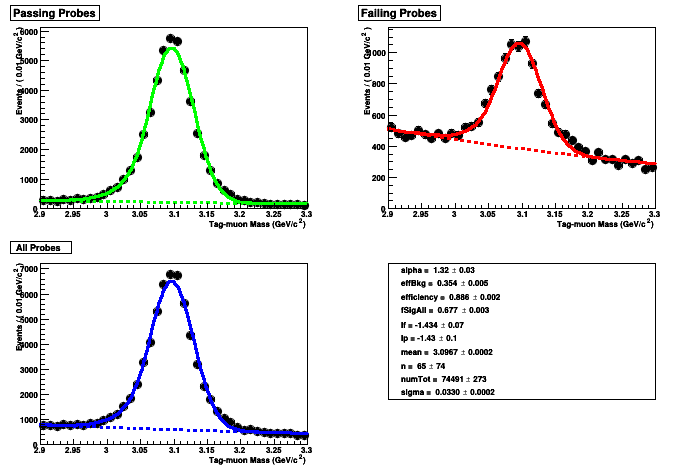 Passing Probes
Events / ( 0.01 GeV/c² )
6000
5000
4000
3000
2000
1000
0
2.9 2.95 3 3.05 3.1 3.15 3.2 3.25 3.3
Tag-muon Mass (GeV/c²)
Failing Probes
Events / ( 0.01 GeV/c² )
1000
800
600
400
200
0
2.9 2.95 3 3.05 3.1 3.15 3.2 3.25 3.3
Tag-muon Mass (GeV/c²)
All Probes
Events / ( 0.01 GeV/c² )
7000
6000
5000
4000
3000
2000
1000
0
2.9 2.95 3 3.05 3.1 3.15 3.2 3.25 3.3
Tag-muon Mass (GeV/c²)
alpha = 1.32 ± 0.03
effBkg = 0.354 ± 0.005
efficiency = 0.886 ± 0.002
fSigAll = 0.677 ± 0.003
lf = -1.434 ± 0.07
lp = -1.43 ± 0.1
mean = 3.0967 ± 0.0002
n = 65 ± 74
numTot = 74491 ± 273
sigma = 0.0330 ± 0.0002